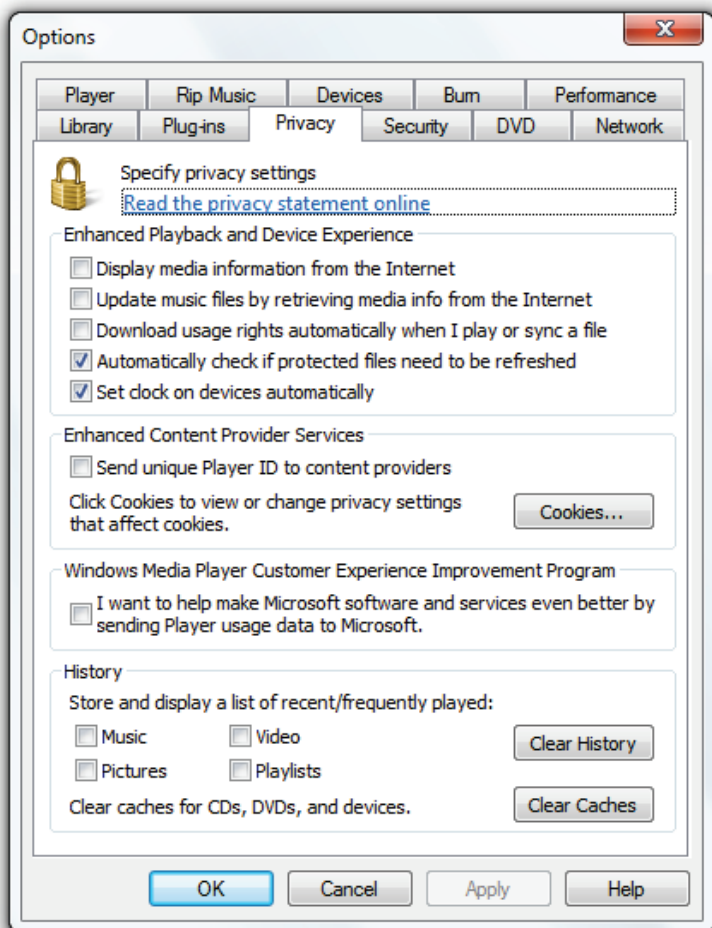 Options
Player Rip Music Devices Burn Performance
Library Plug-ins Privacy Security DVD Network
Specify privacy settings
Read the privacy statement online
Enhanced Playback and Device Experience
Display media information from the Internet
Update music files by retrieving media info from the Internet
Download usage rights automatically when I play or sync a file
Automatically check if protected files need to be refreshed
Set clock on devices automatically
Enhanced Content Provider Services
Send unique Player ID to content providers
Click Cookies to view or change privacy settings
that affect cookies.
Cookies...
Windows Media Player Customer Experience Improvement Program
I want to help make Microsoft software and services even better by
sending Player usage data to Microsoft.
History
Store and display a list of recent/frequently played:
Music Video
Clear History
Pictures Playlists
Clear caches for CDs, DVDs, and devices.
Clear Caches
OK Cancel Apply Help